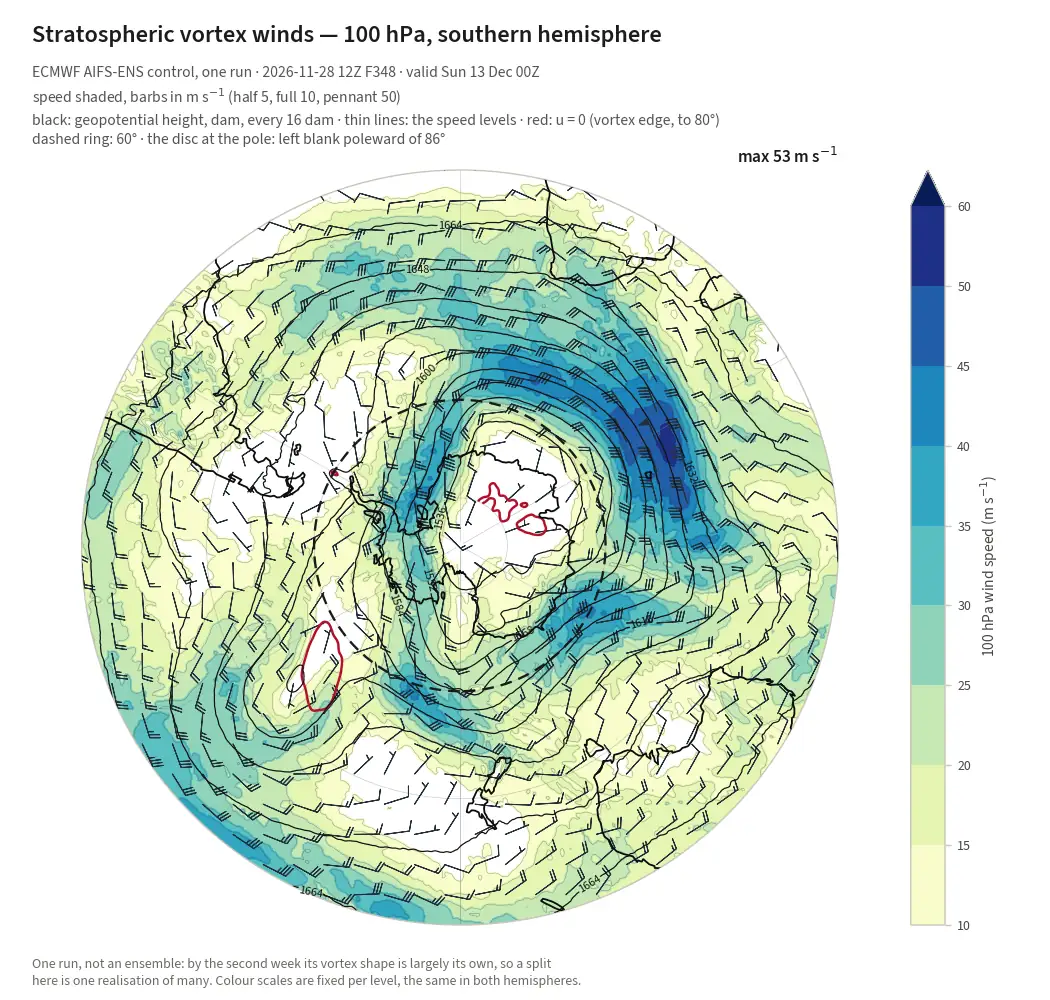 Stratospheric vortex winds — 100 hPa, southern hemisphere
ECMWF AIFS-ENS control, one run · 2026-11-28 12Z F348 · valid Sun 13 Dec 00Z
speed shaded, barbs in m s⁻¹ (half 5, full 10, pennant 50)
black: geopotential height, dam, every 16 dam · thin lines: the speed levels · red: u = 0 (vortex edge, to 80°)
dashed ring: 60° · the disc at the pole: left blank poleward of 86°
max 53 m s⁻¹
60
50
45
40
35
30
25
20
15
10
100 hPa wind speed (m s⁻¹)
1664
1648
1600
1632
1536
1584
1664
1664
One run, not an ensemble: by the second week its vortex shape is largely its own, so a split
here is one realisation of many. Colour scales are fixed per level, the same in both hemispheres.